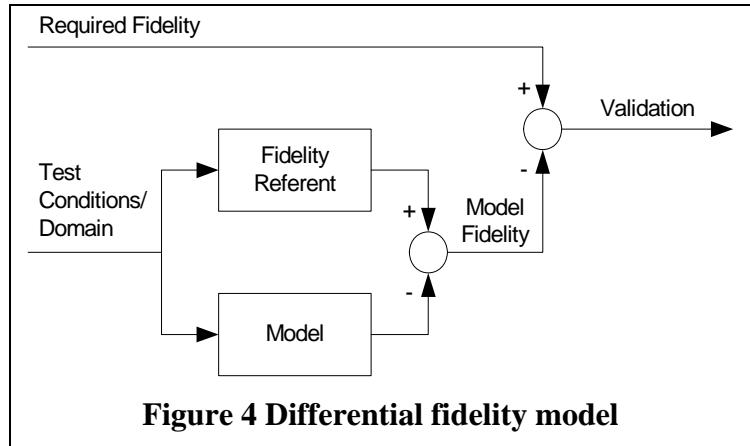 Required Fidelity
+
Validation
-
Fidelity
Referent
Test
Conditions/
Domain
+
Model
Fidelity
-
Model
Figure 4 Differential fidelity model